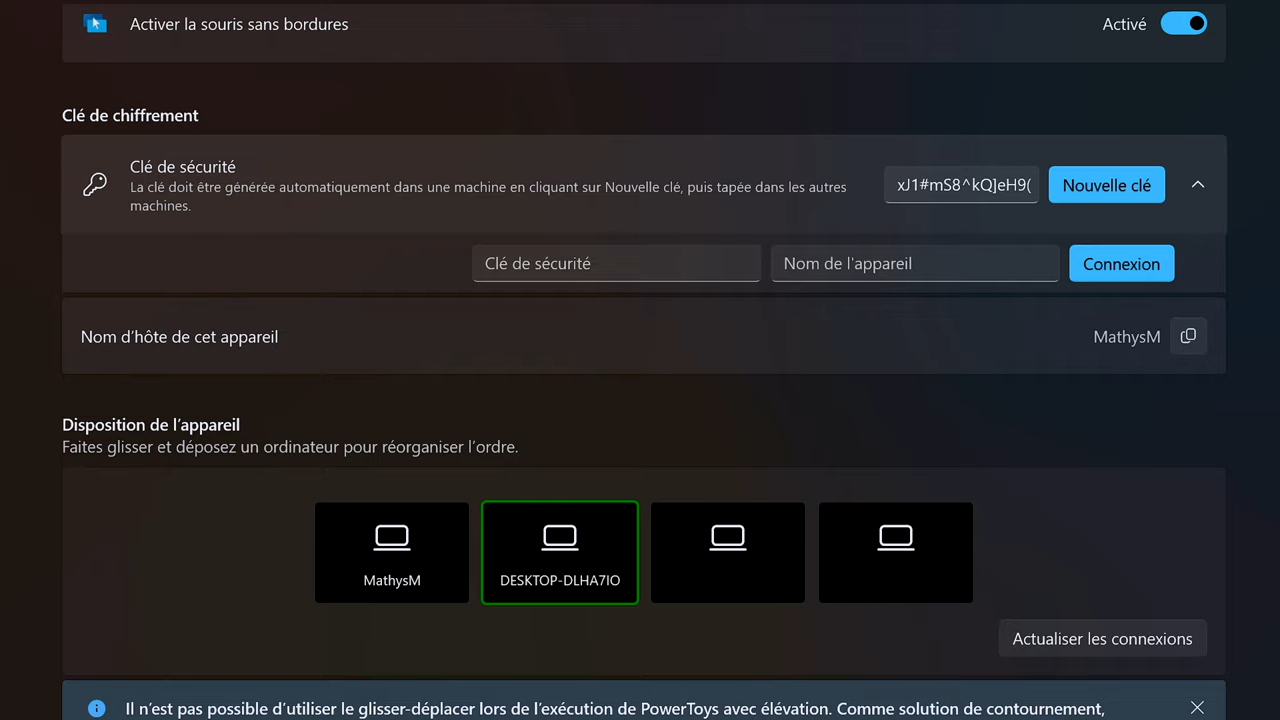 Activer la souris sans bordures
Activé
Clé de chiffrement
Clé de sécurité
La clé doit être générée automatiquement dans une machine en cliquant sur Nouvelle clé, puis tapée dans les autres
machines.
xJ1#mS8^kQ]eH9(
Nouvelle clé
Clé de sécurité
Nom de l'appareil
Connexion
Nom d’hôte de cet appareil
MathysM
Disposition de l’appareil
Faites glisser et déposez un ordinateur pour réorganiser l’ordre.
MathysM
DESKTOP-DLHA7IO
Actualiser les connexions
Il n’est pas possible d’utiliser le glisser-déplacer lors de l’exécution de PowerToys avec élévation. Comme solution de contournement,